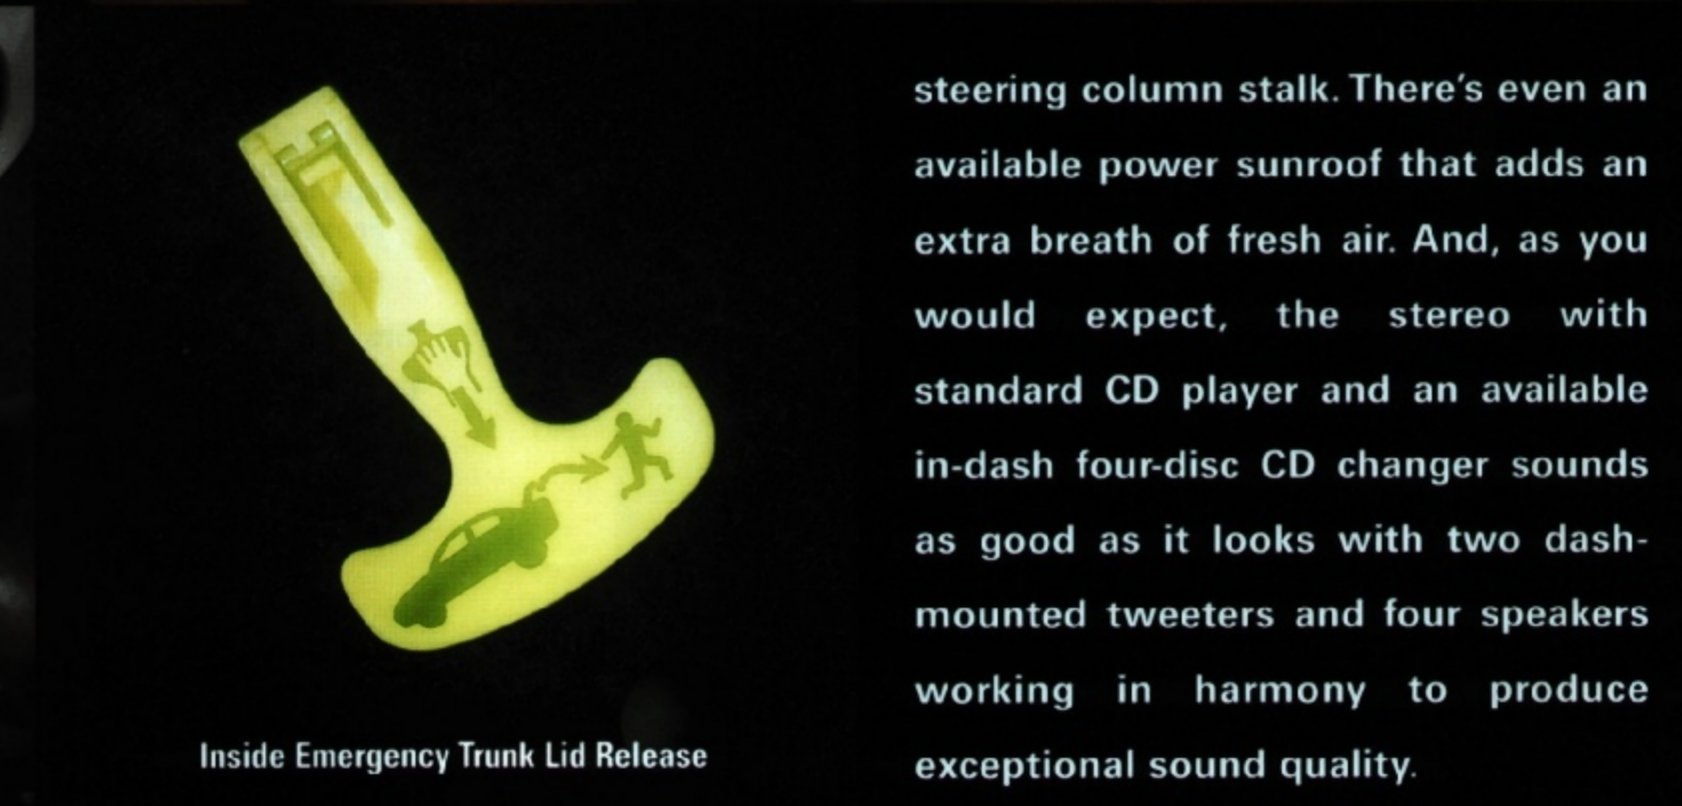 steering column stalk. There's even an
available power sunroof that adds an
extra breath of fresh air. And, as you
would expect, the stereo with
standard CD player and an available
in-dash four-disc CD changer sounds
as good as it looks with two dash-
mounted tweeters and four speakers
working in harmony to produce
exceptional sound quality.
Inside Emergency Trunk Lid Release